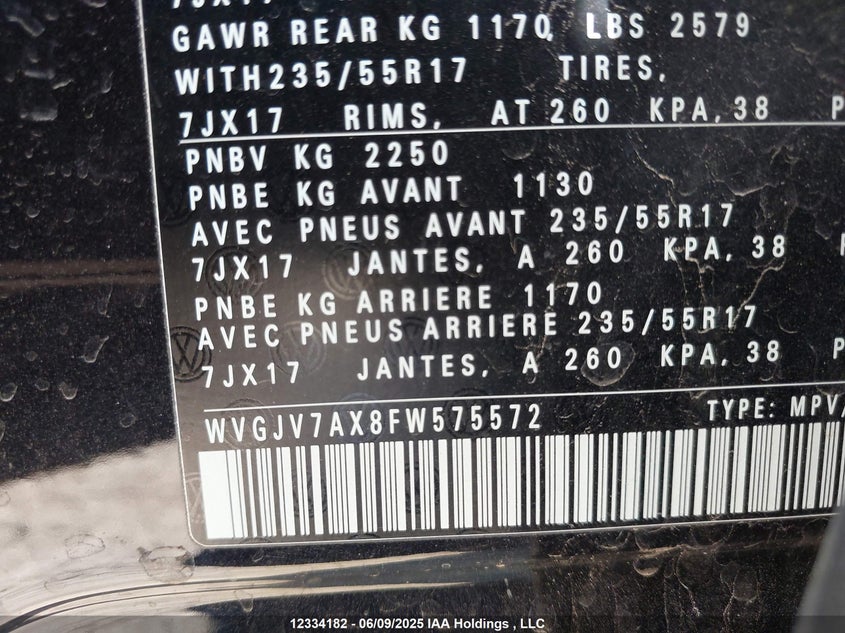 GAWR REAR KG 1170, LBS 2579
WITH235/55R17 TIRES,
7JX17 RIMS, AT 260 KPA, 38
PNBV KG 2250
PNBE KG AVANT 1130
AVEC PNEUS AVANT 235/55R17
7JX17 JANTES, A 260 KPA, 38
PNBE KG ARRIERE 1170
AVEC PNEUS ARRIERE 235/55R17
7JX17 JANTES, A 260 KPA, 38 P
WVGJV7AX8FW575572 TYPE: MPV/
12334182 - 06/09/2025 IAA Holdings , LLC